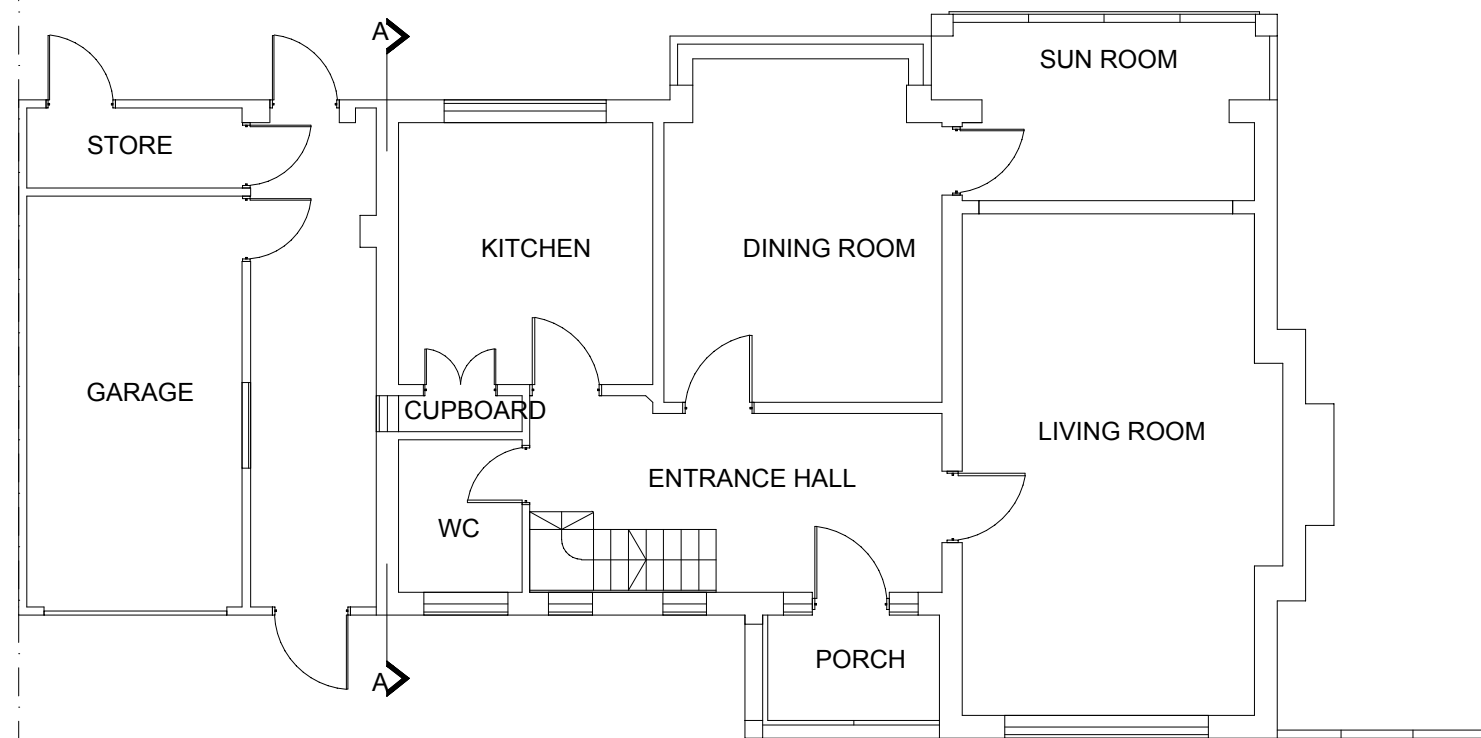 A
SUN ROOM
STORE
KITCHEN
DINING ROOM
GARAGE
CUPBOARD
LIVING ROOM
ENTRANCE HALL
WC
PORCH
A